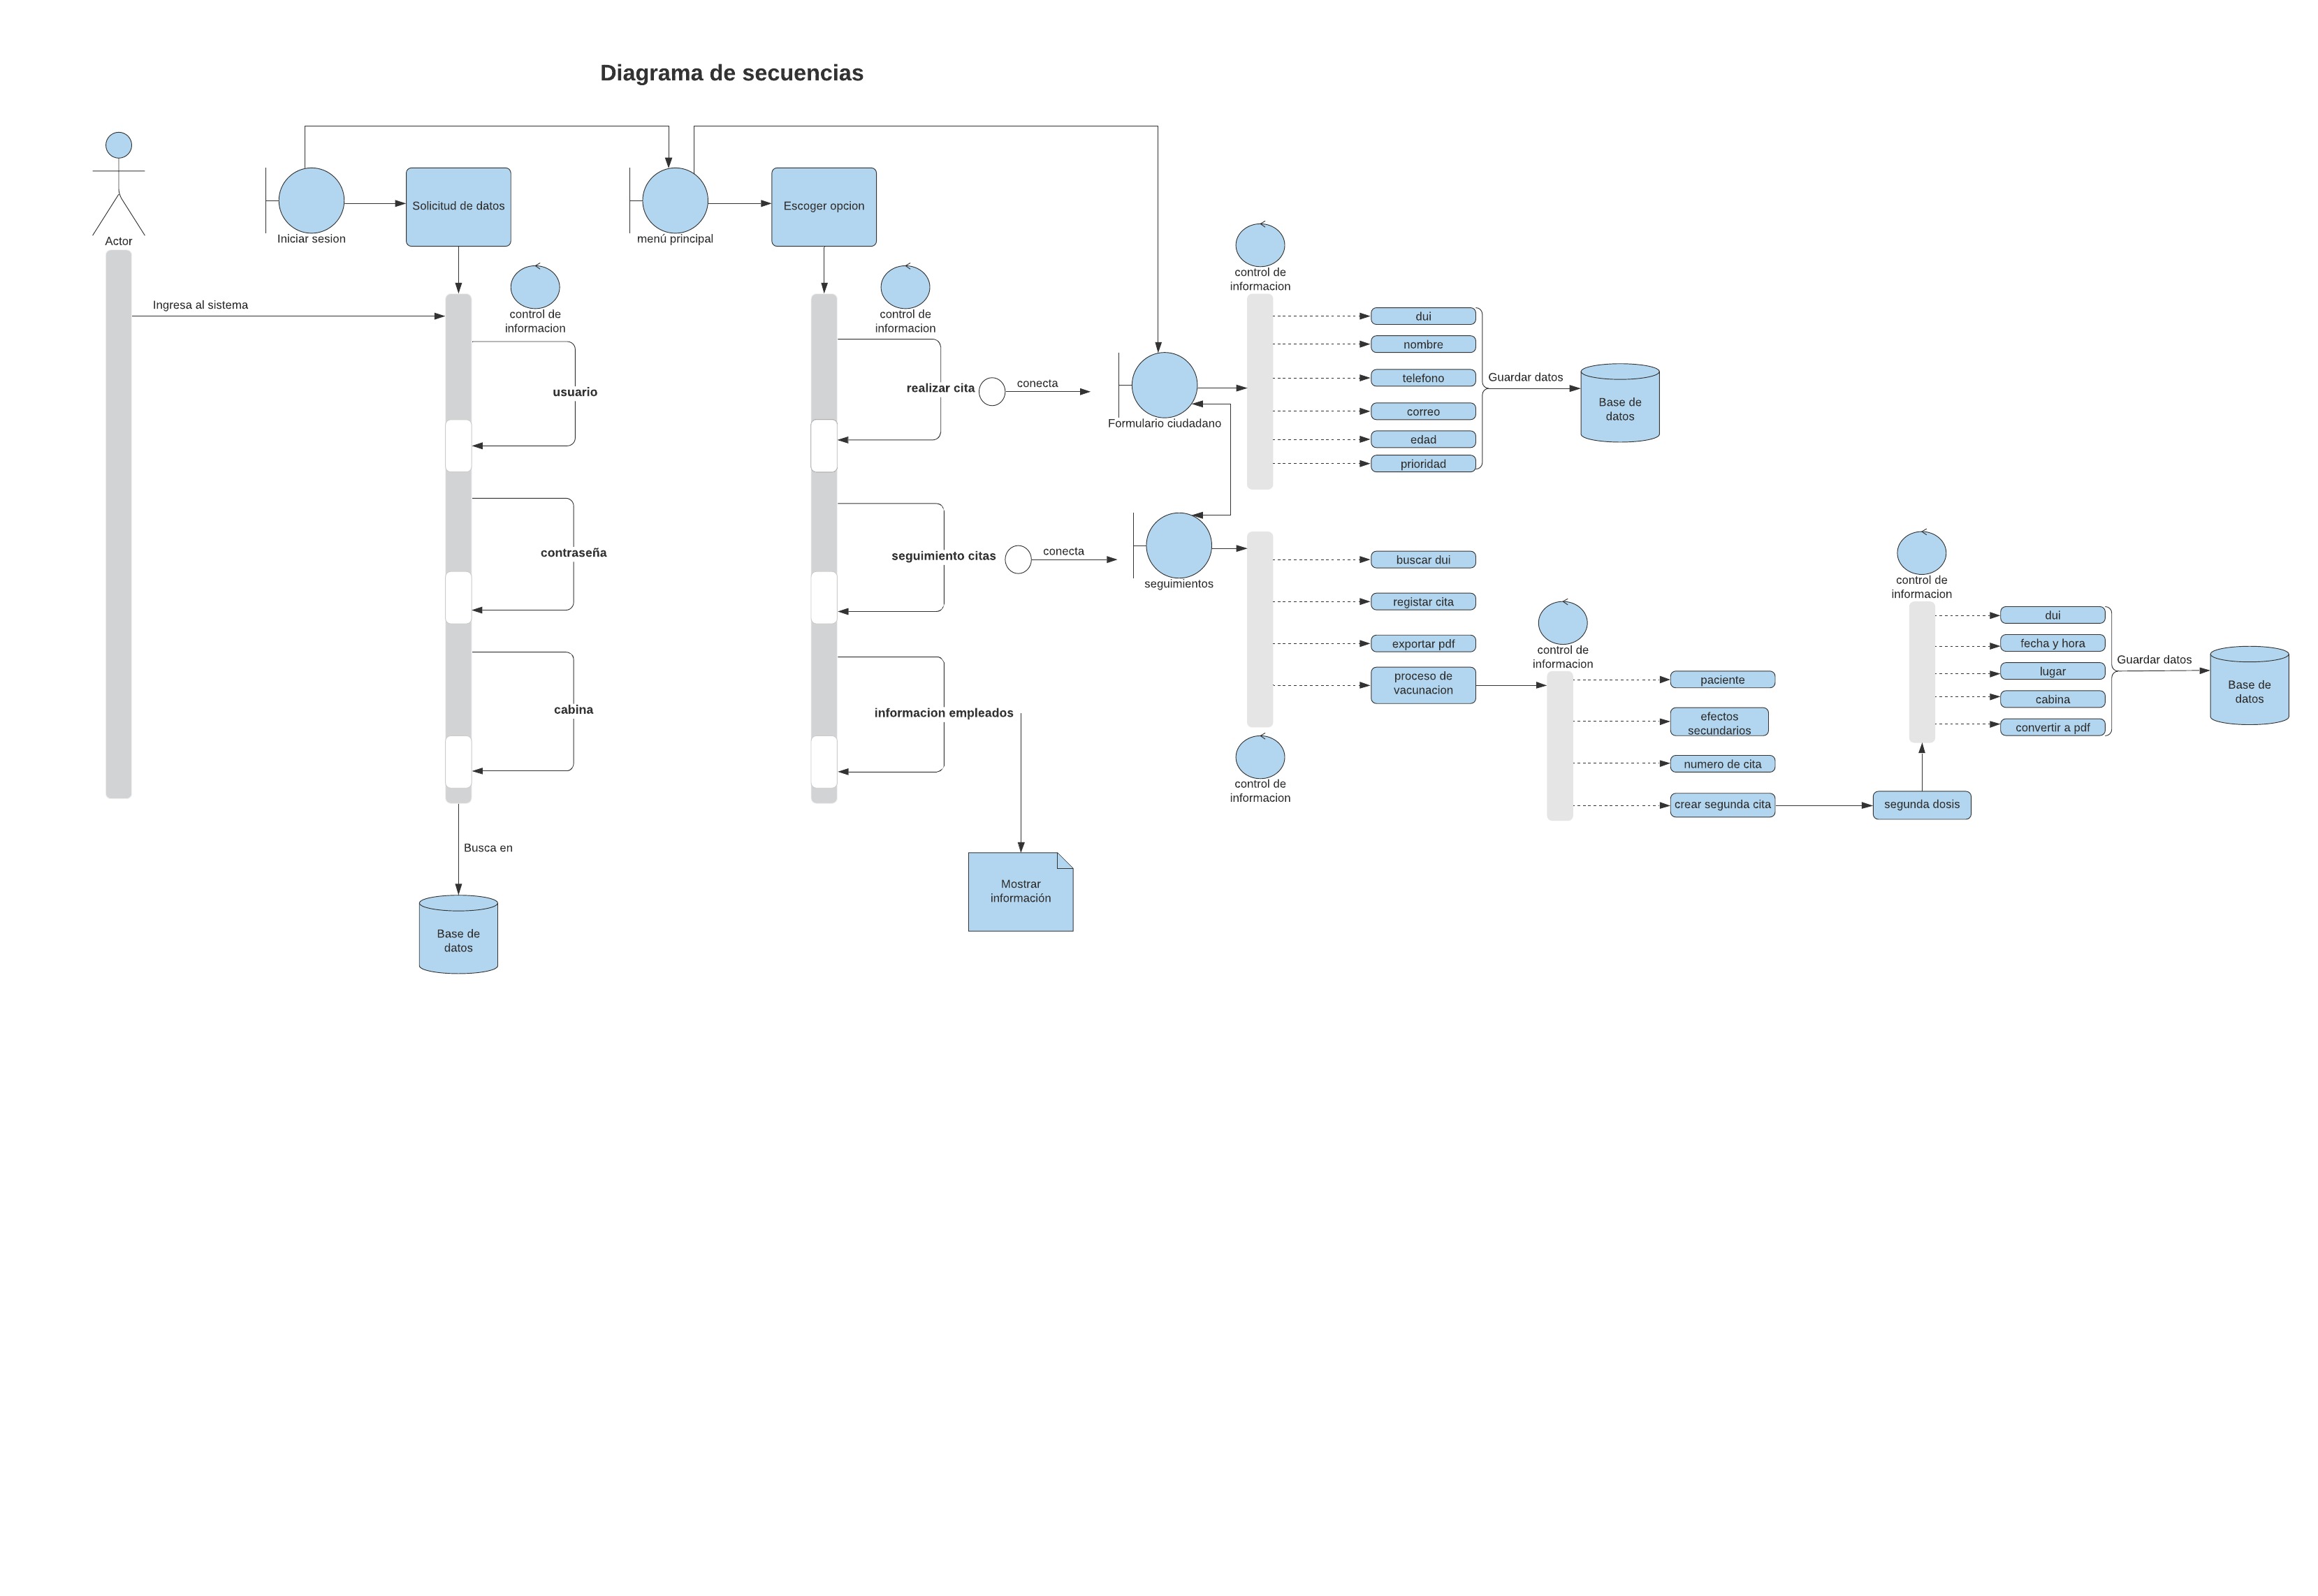 Diagrama de secuencias
Actor
Iniciar sesion
Solicitud de datos
menú principal
Escoger opcion
Ingresa al sistema
control de
informacion
usuario
contraseña
cabina
Busca en
Base de
datos
control de
informacion
realizar cita
conecta
seguimiento citas
conecta
informacion empleados
Mostrar
información
Formulario ciudadano
seguimientos
control de
informacion
dui
nombre
telefono
correo
edad
prioridad
Guardar datos
Base de
datos
buscar dui
registar cita
exportar pdf
proceso de
vacunacion
control de
informacion
control de
informacion
paciente
efectos
secundarios
numero de cita
crear segunda cita
segunda dosis
control de
informacion
dui
fecha y hora
lugar
cabina
convertir a pdf
Guardar datos
Base de
datos